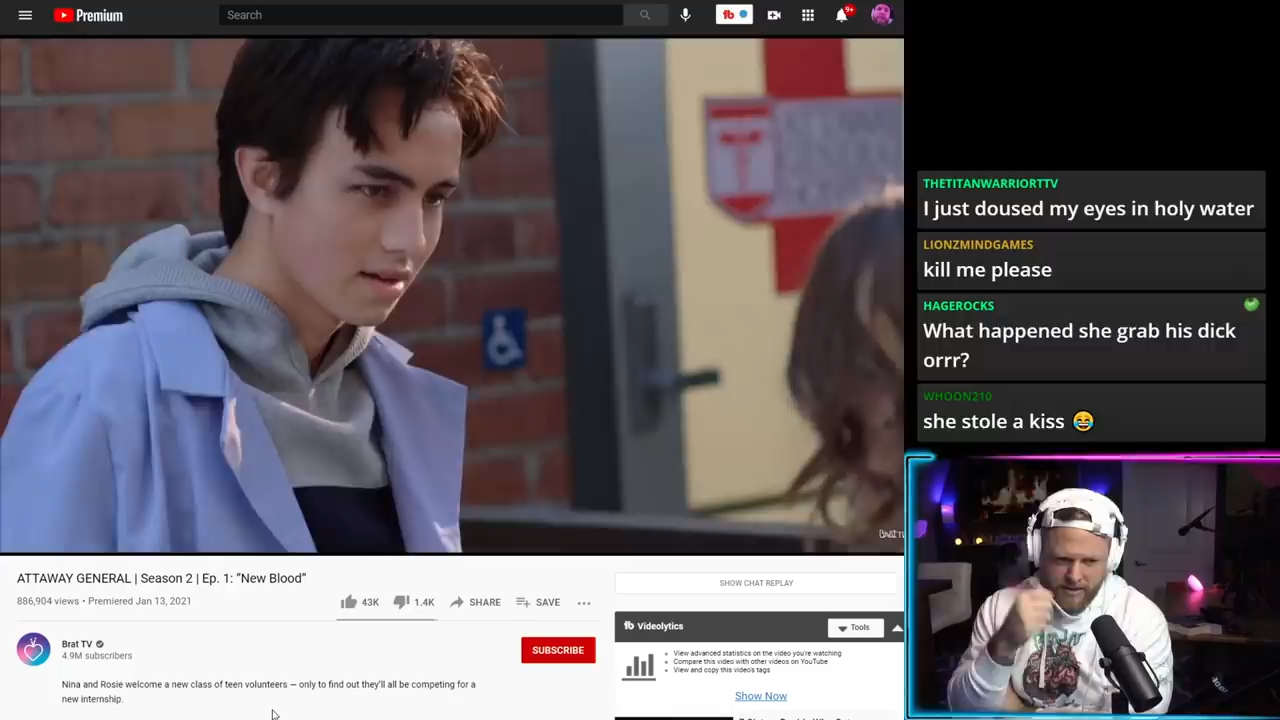 Premium
Search
9+
THETITANWARRIORTTV
I just doused my eyes in holy water
LIONZMINDGAMES
kill me please
HAGEROCKS
What happened she grab his dick
orrr?
WHOON210
she stole a kiss 😂
ATTAWAY GENERAL | Season 2 | Ep. 1: “New Blood”
886,904 views • Premiered Jan 13, 2021
43K
1.4K
SHARE
SAVE
SHOW CHAT REPLAY
Brat TV
4.9M subscribers
SUBSCRIBE
Nina and Rosie welcome a new class of teen volunteers — only to find out they’ll all be competing for a
new internship.
Videolytics
Tools
View advanced statistics on the video you're watching
Compare this video with other videos on YouTube
View and copy this video's tags
Show Now